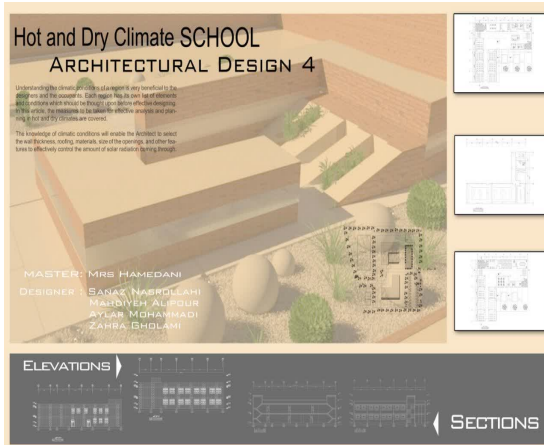 Hot and Dry Climate SCHOOL
ARCHITECTURAL DESIGN 4
Understanding the climatic conditions of a region is very beneficial to the
designers and the occupants. Each region has its own list of elements
and conditions which should be thought upon before effective designing.
In this article, the measures to be taken for effective analysis and plan-
ning in hot and dry climates are covered.
The knowledge of climatic conditions will enable the Architect to select
the wall thickness, roofing, materials, size of the openings, and other fea-
tures to effectively control the amount of solar radiation coming through.
MASTER: MRS HAMEDANI
DESIGNER : SANAZ NASROLLAHI
MAHDIYEH ALIPOUR
AYLAR MOHAMMADI
ZAHRA GHOLAMI
ELEVATIONS
SECTIONS